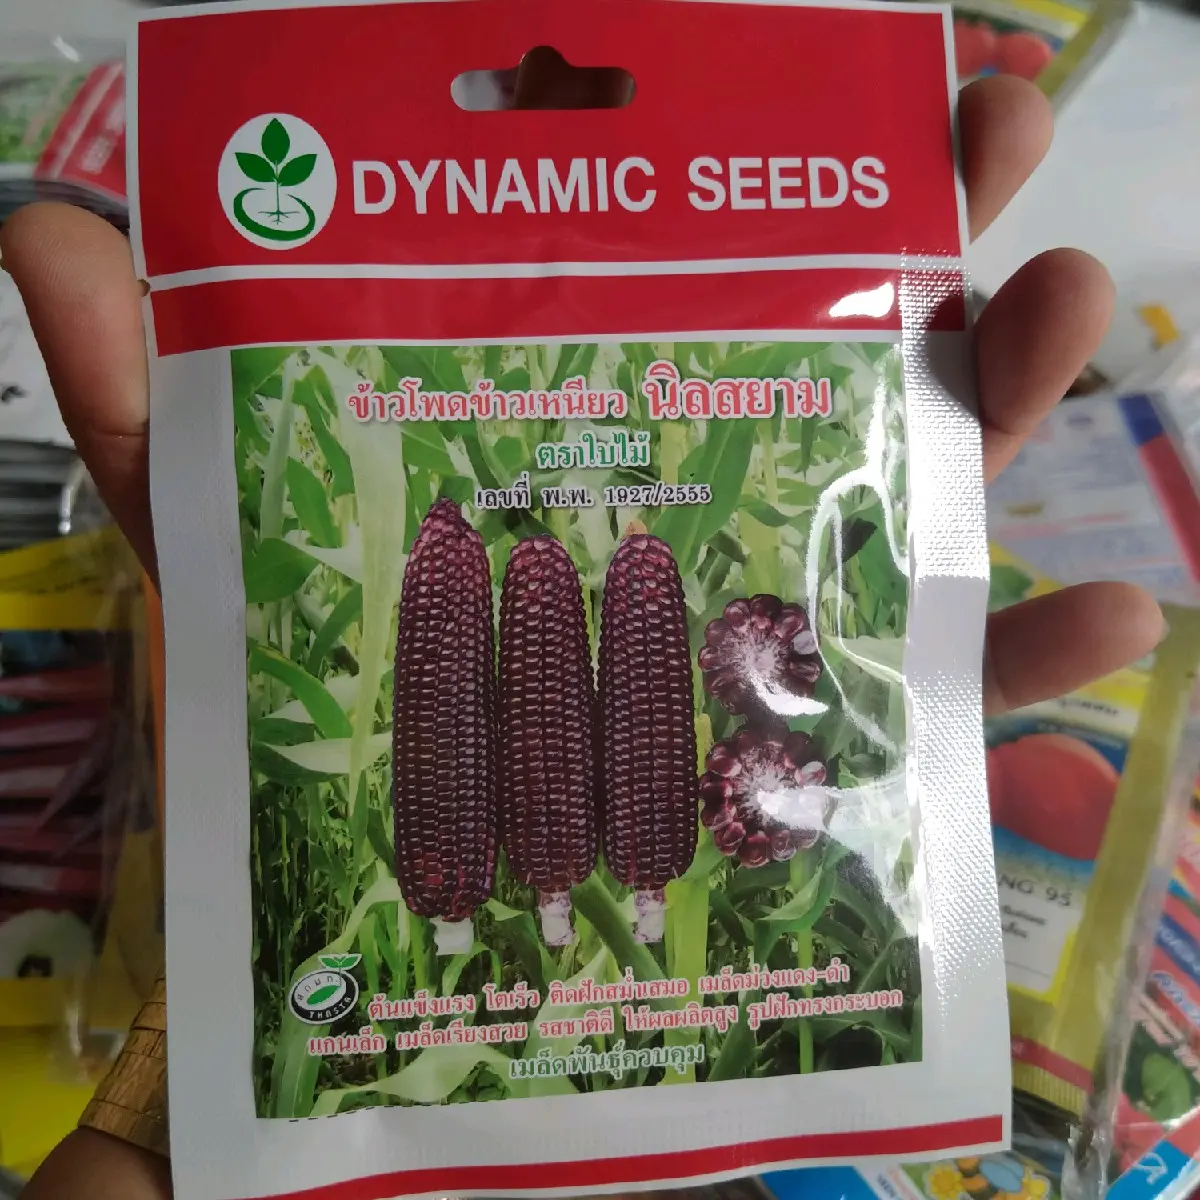 DYNAMIC SEEDS
ข้าวโพดข้าวเหนียว นิลสยาม
ตราใบไม้
เลขที่ พ.พ. 1927/2555
THASTA
ต้นแข็งแรง โตเร็ว ติดฝักสม่ำเสมอ เมล็ดม่วงแดง-ดำ
แกนเล็ก เมล็ดเรียงสวย รสชาติดี ให้ผลผลิตสูง รูปฝักทรงกระบอก
เมล็ดพันธุ์ควบคุม
NG 95